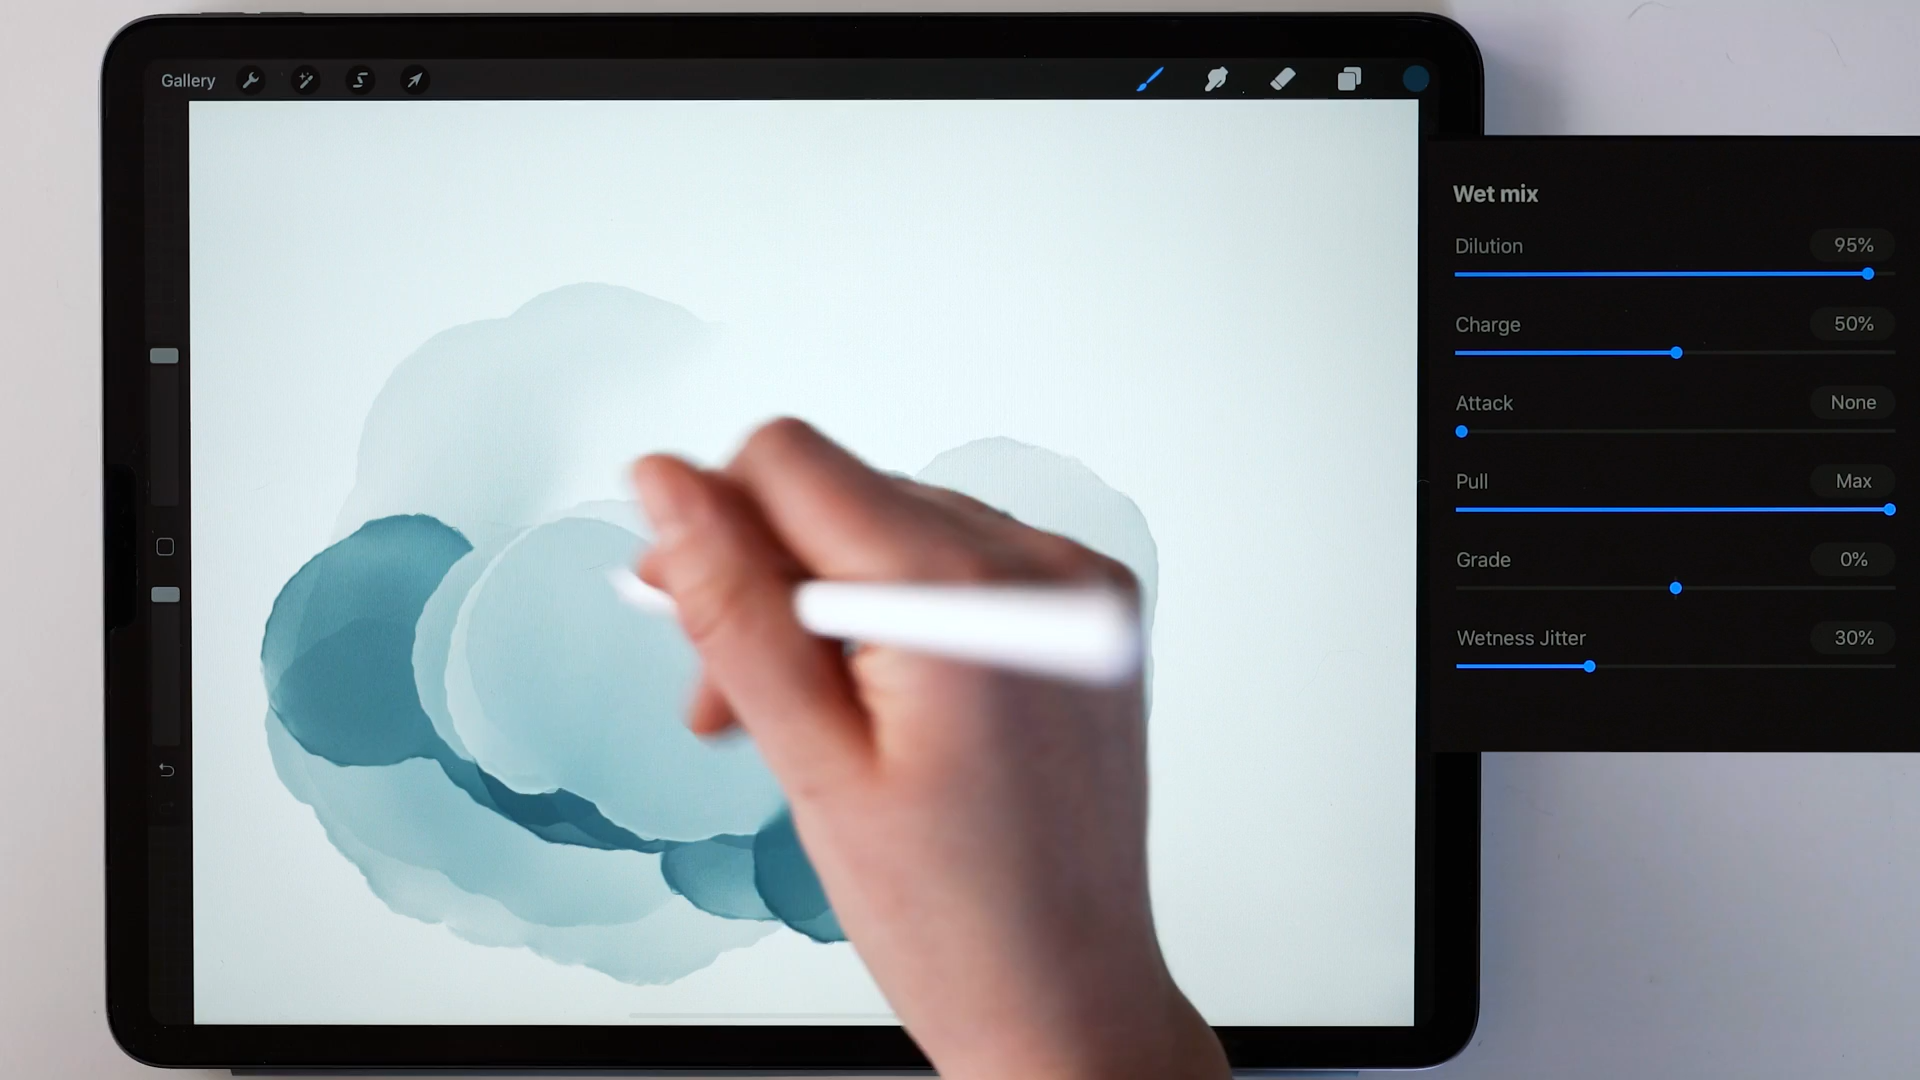 Gallery
Wet mix
Dilution 95%
Charge 50%
Attack None
Pull Max
Grade 0%
Wetness Jitter 30%